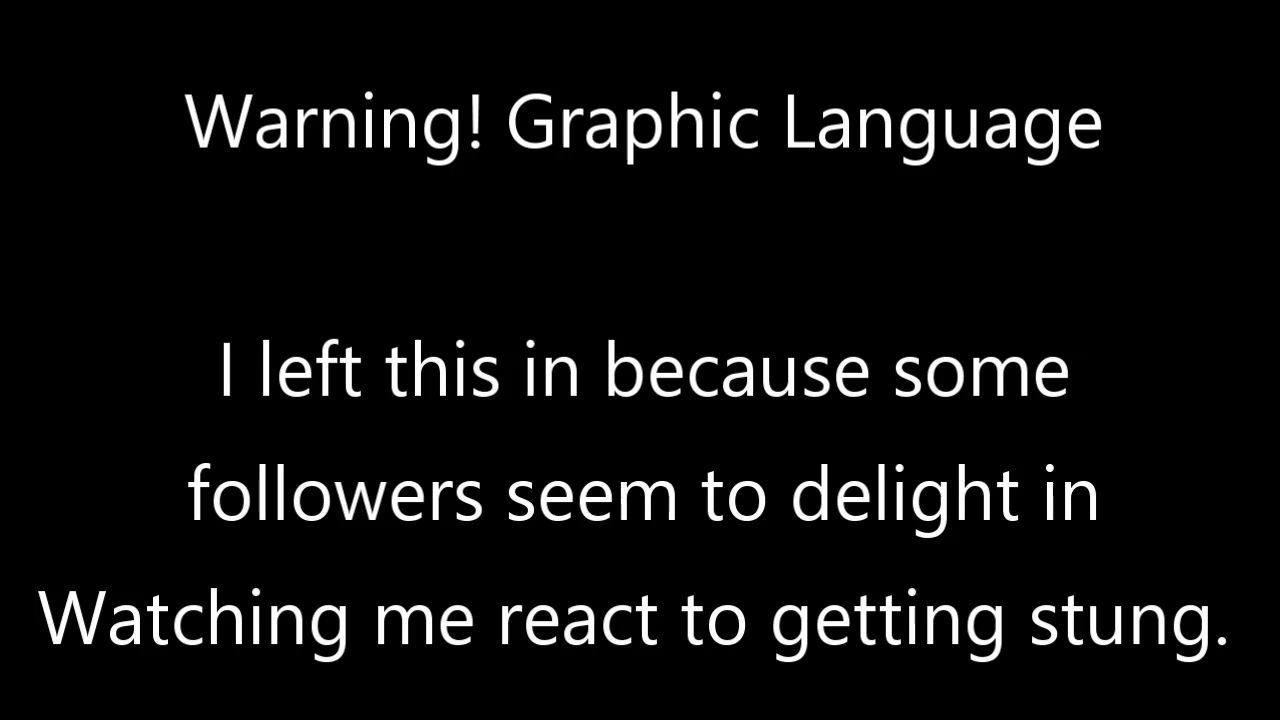 Warning! Graphic Language
I left this in because some
followers seem to delight in
Watching me react to getting stung.